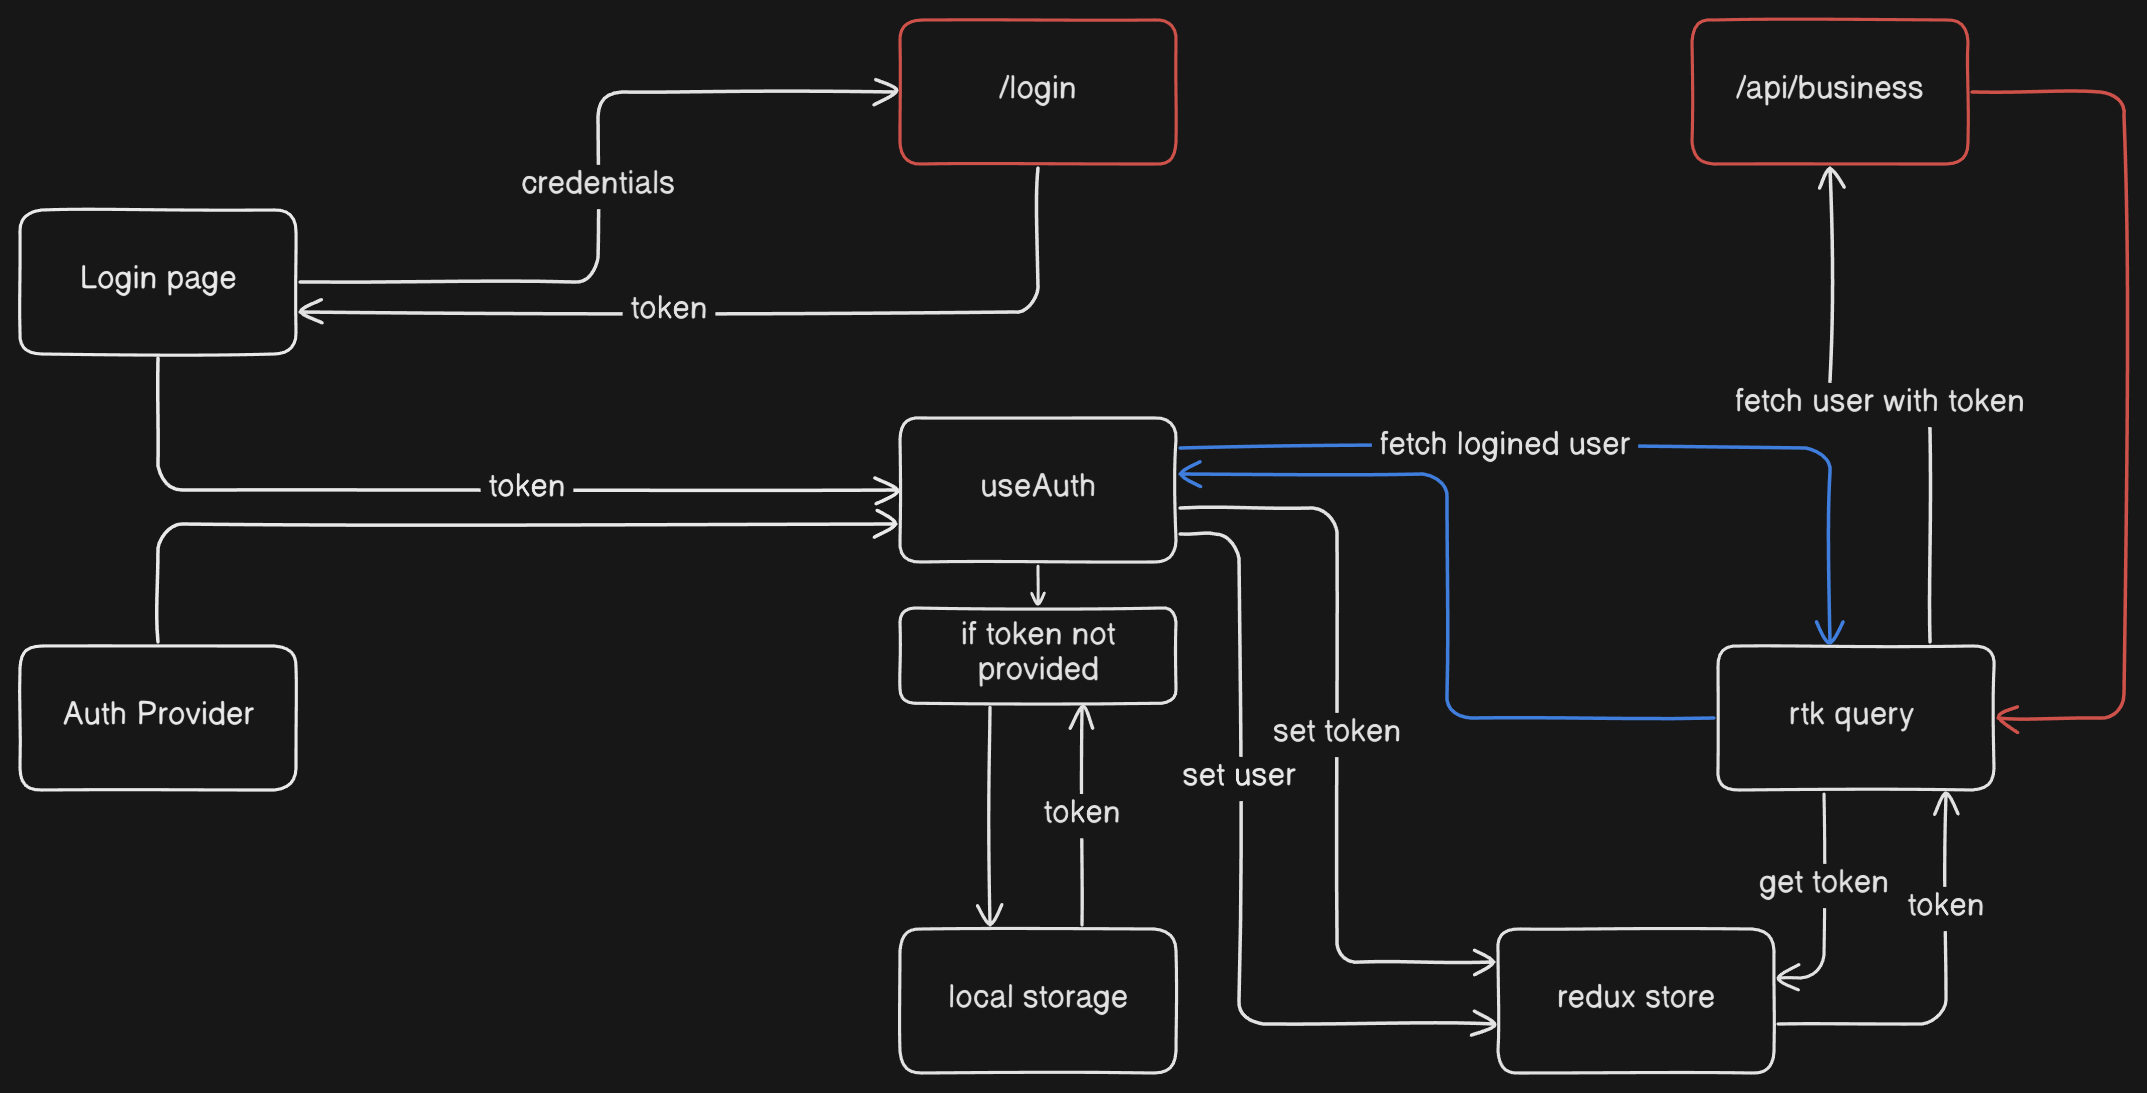 /login
/api/business
credentials
Login page
token
fetch user with token
fetch logined user
token
useAuth
if token not
provided
Auth Provider
rtk query
set token
set user
token
get token
token
local storage
redux store